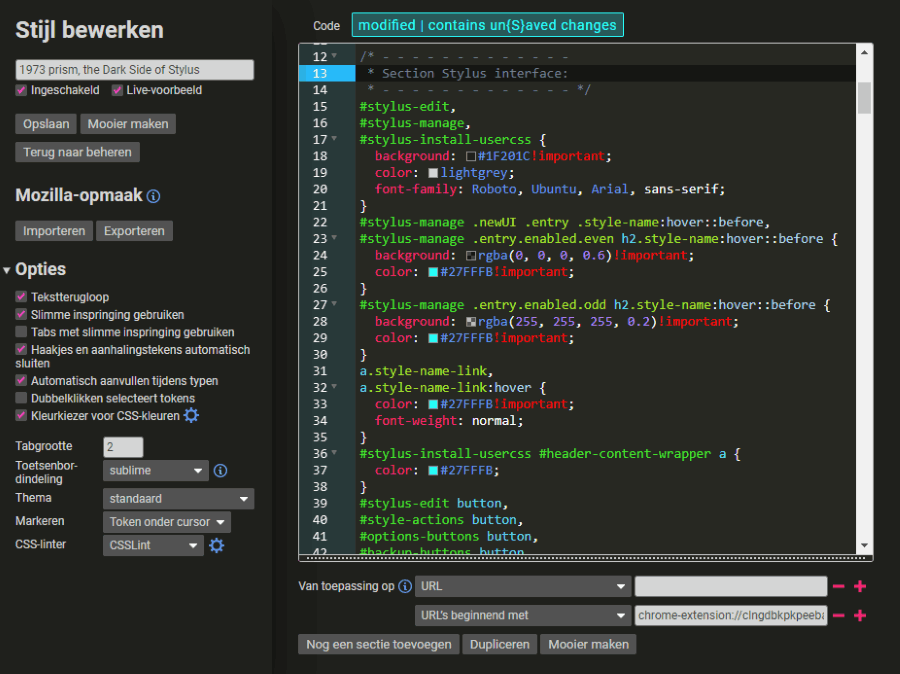 Stijl bewerken
1973 prism, the Dark Side of Stylus
Ingeschakeld Live-voorbeeld
Opslaan Mooier maken
Terug naar beheren
Mozilla-opmaak
Importeren Exporteren
Opties
Tekstterugloop
Slimme inspringing gebruiken
Tabs met slimme inspringing gebruiken
Haakjes en aanhalingstekens automatisch
sluiten
Automatisch aanvullen tijdens typen
Dubbelklikken selecteert tokens
Kleurkiezer voor CSS-kleuren
Tabgrootte 2
Toetsenbor-
dindeling sublime
Thema standaard
Markeren Token onder cursor
CSS-linter CSSLint
Code modified | contains un{S}aved changes
12 /* - - - - - - - - - - - - -
13 * Section Stylus interface:
14 * - - - - - - - - - - - - - */
15 #stylus-edit,
16 #stylus-manage,
17 #stylus-install-usercss {
18 background: #1F201C!important;
19 color: lightgrey;
20 font-family: Roboto, Ubuntu, Arial, sans-serif;
21 }
22 #stylus-manage .newUI .entry .style-name:hover::before,
23 #stylus-manage .entry.enabled.even h2.style-name:hover::before {
24 background: rgba(0, 0, 0, 0.6)!important;
25 color: #27FFFB!important;
26 }
27 #stylus-manage .entry.enabled.odd h2.style-name:hover::before {
28 background: rgba(255, 255, 255, 0.2)!important;
29 color: #27FFFB!important;
30 }
31 a.style-name-link,
32 a.style-name-link:hover {
33 color: #27FFFB!important;
34 font-weight: normal;
35 }
36 #stylus-install-usercss #header-content-wrapper a {
37 color: #27FFFB;
38 }
39 #stylus-edit button,
40 #style-actions button,
41 #options-buttons button,
42 #backup-buttons button
Van toepassing op URL
URL's beginnend met chrome-extension://clngdbkpkpeeba
Nog een sectie toevoegen Dupliceren Mooier maken